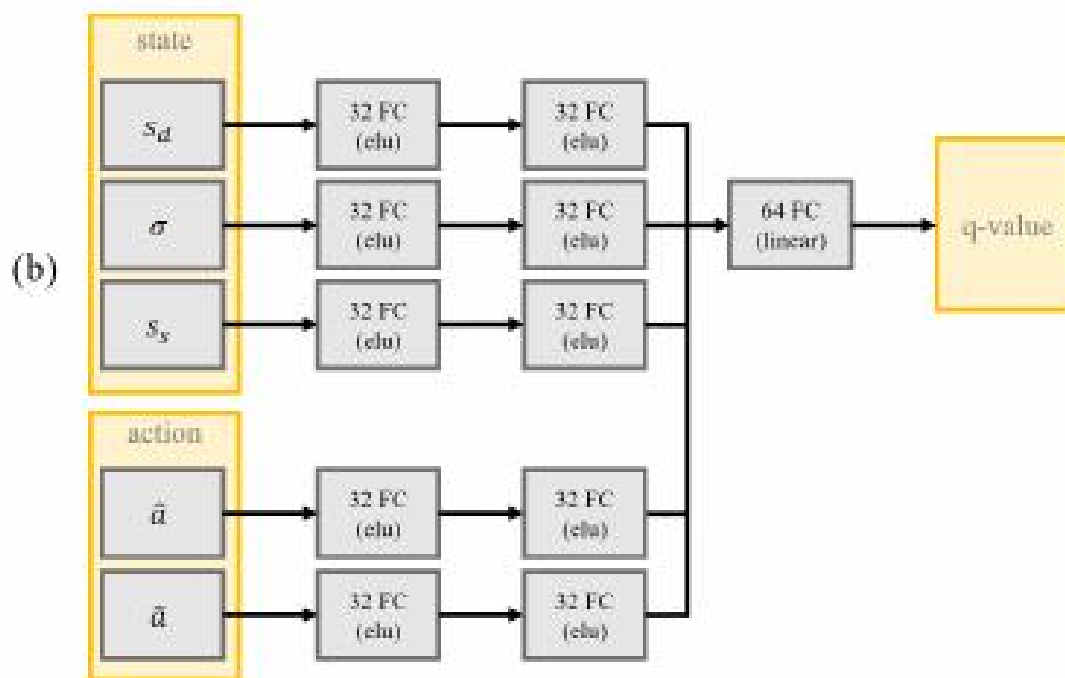 state
s_d
32 FC
(elu)
32 FC
(elu)
σ
32 FC
(elu)
32 FC
(elu)
64 FC
(linear)
q-value
(b)
s_s
32 FC
(elu)
32 FC
(elu)
action
â
32 FC
(elu)
32 FC
(elu)
ã
32 FC
(elu)
32 FC
(elu)